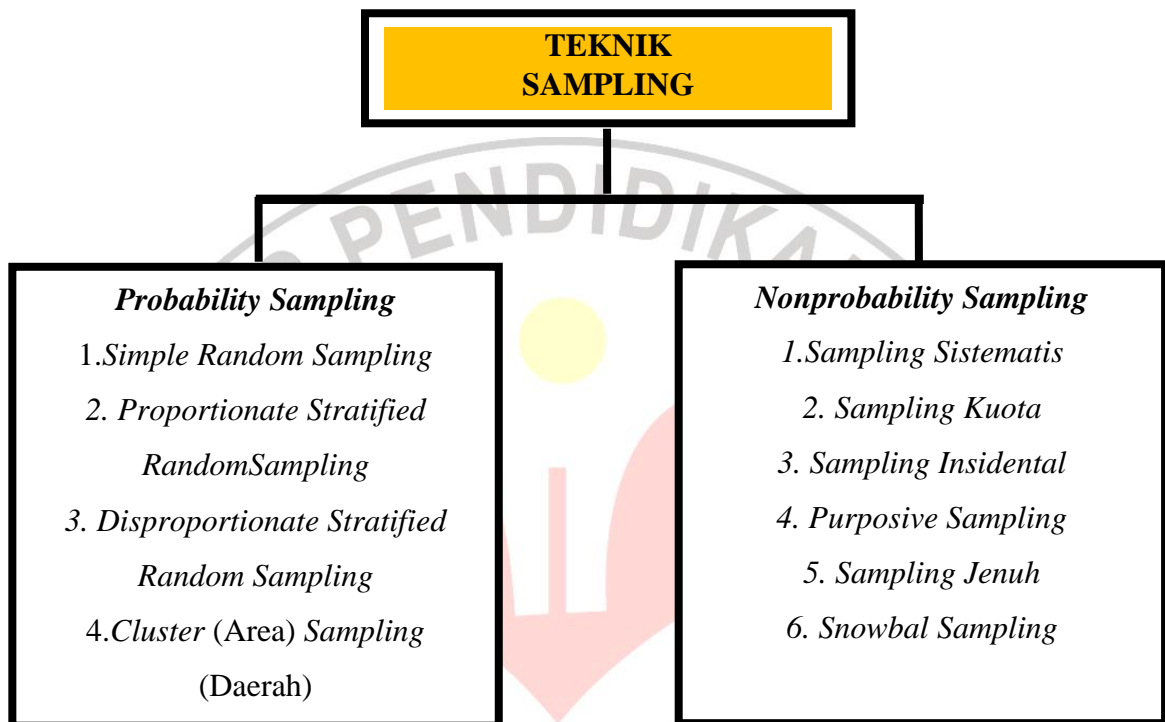 TEKNIK
SAMPLING
PENDIDIKA
Probability Sampling
1.Simple Random Sampling
2. Proportionate Stratified
RandomSampling
3. Disproportionate Stratified
Random Sampling
4.Cluster (Area) Sampling
(Daerah)
Nonprobability Sampling
1.Sampling Sistematis
2. Sampling Kuota
3. Sampling Insidental
4. Purposive Sampling
5. Sampling Jenuh
6. Snowbal Sampling